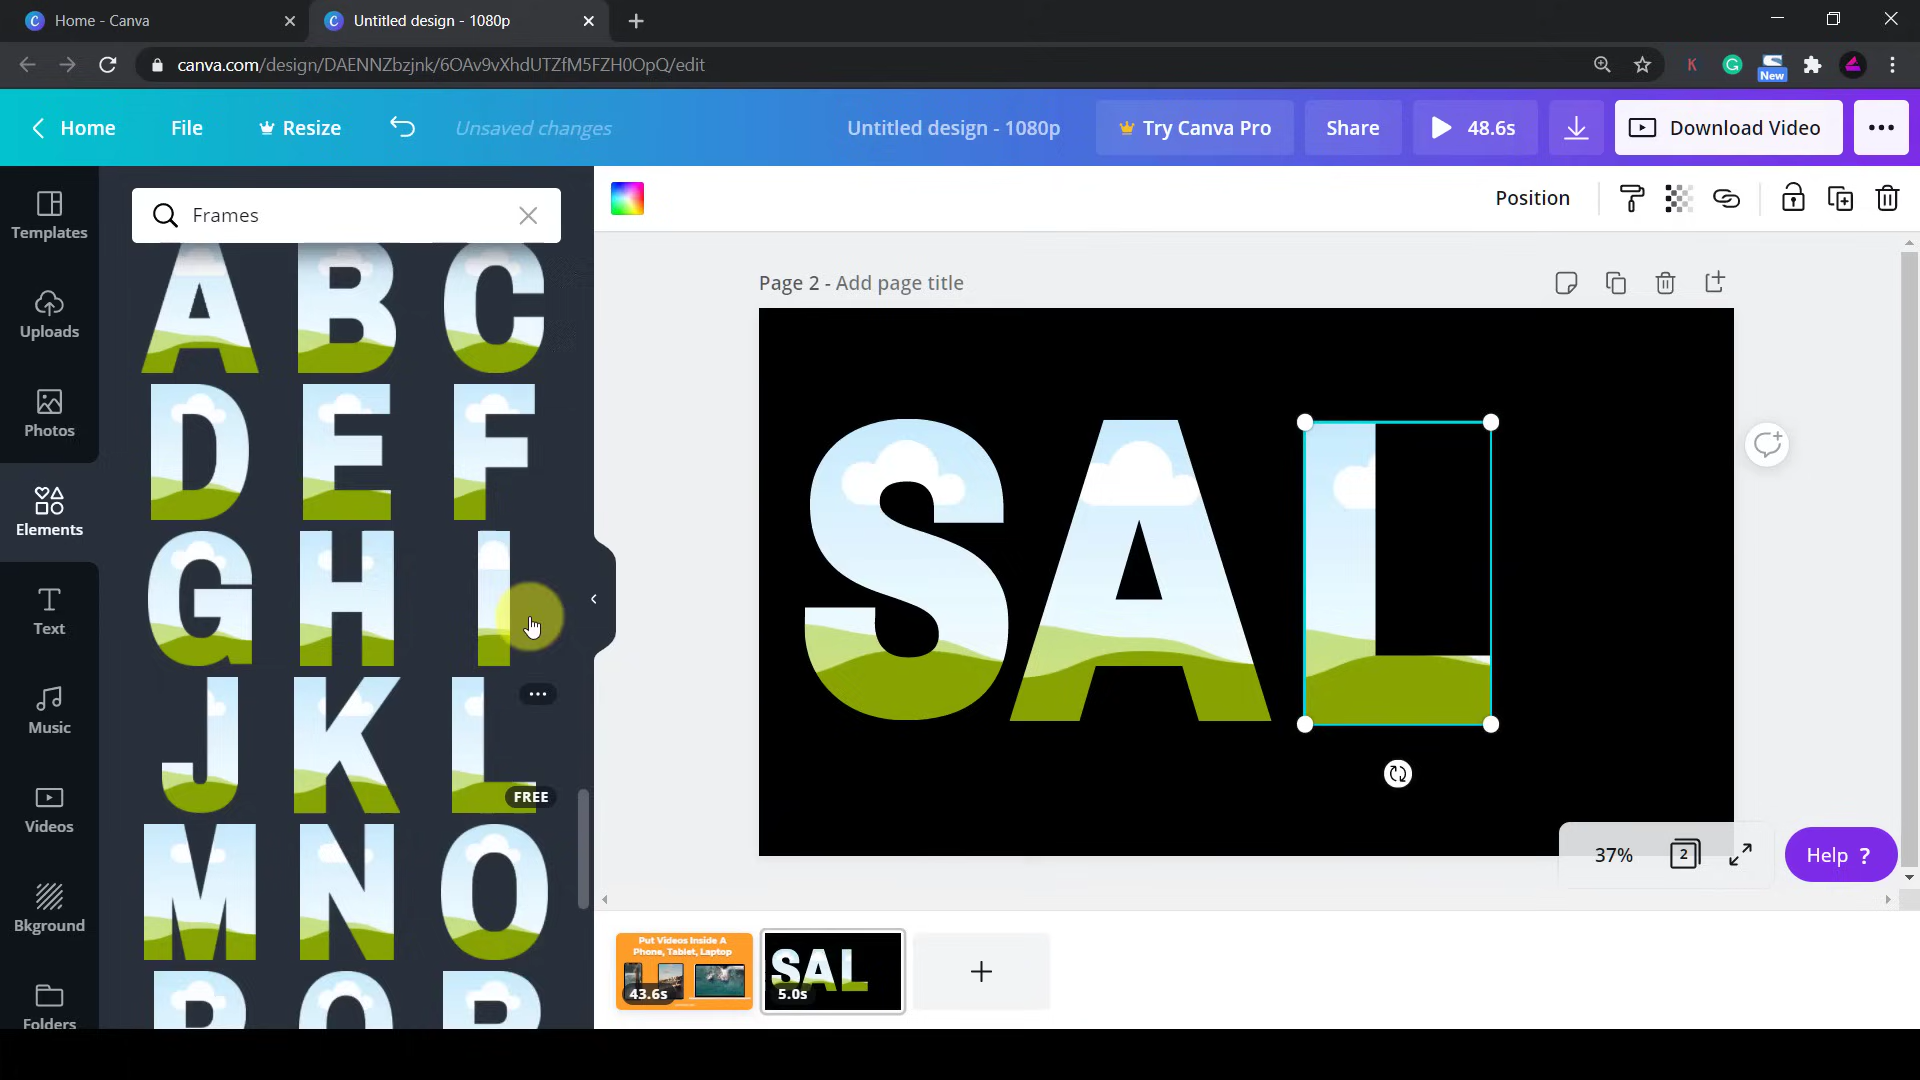 Home - Canva
Untitled design - 1080p
canva.com/design/DAENNZbzjnk/6OAv9vXhdUTZfM5FZH0OpQ/edit
K
G
New
Home
File
Resize
Unsaved changes
Untitled design - 1080p
Try Canva Pro
Share
48.6s
Download Video
Templates
Uploads
Photos
Elements
Text
Music
Videos
Bkground
Folders
Frames
A B C
D E F
G H I
J K L
FREE
M N O
Position
Page 2 - Add page title
SAL
37%
2
Help ?
Put Videos Inside A
Phone, Tablet, Laptop
43.6s
SAL
5.0s